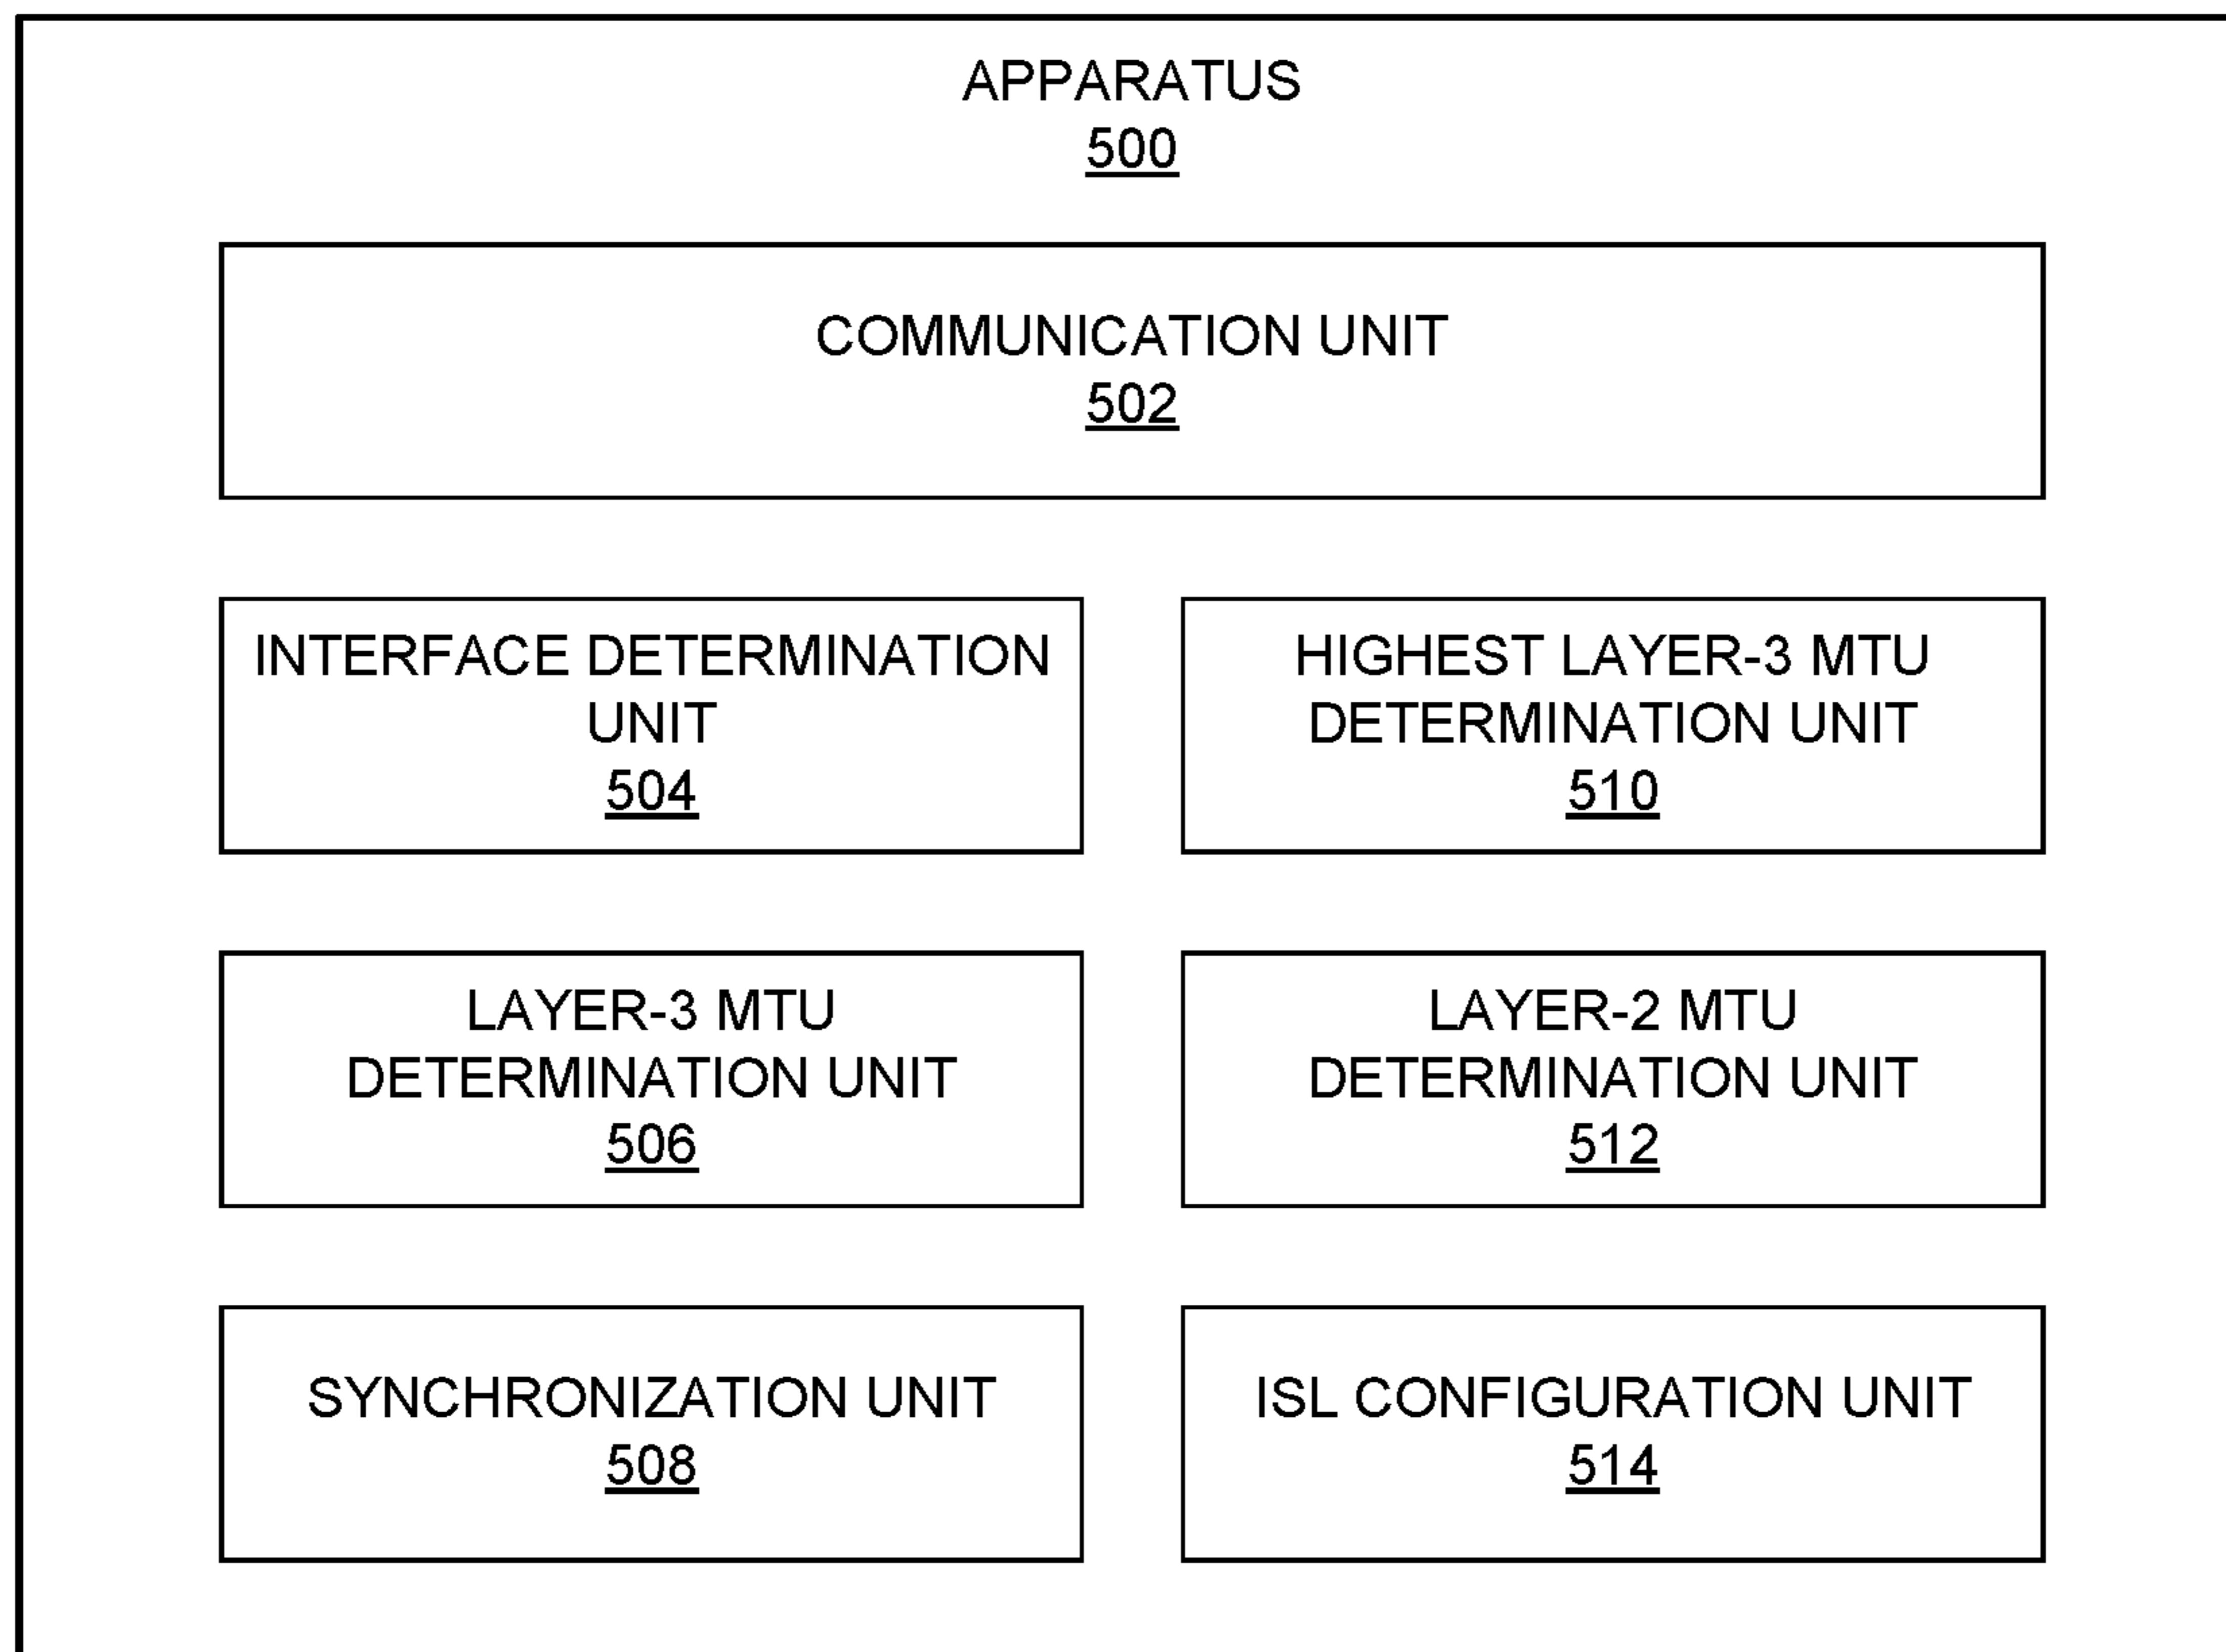 APPARATUS
500
COMMUNICATION UNIT
502
INTERFACE DETERMINATION
UNIT
504
HIGHEST LAYER-3 MTU
DETERMINATION UNIT
510
LAYER-3 MTU
DETERMINATION UNIT
506
LAYER-2 MTU
DETERMINATION UNIT
512
SYNCHRONIZATION UNIT
508
ISL CONFIGURATION UNIT
514